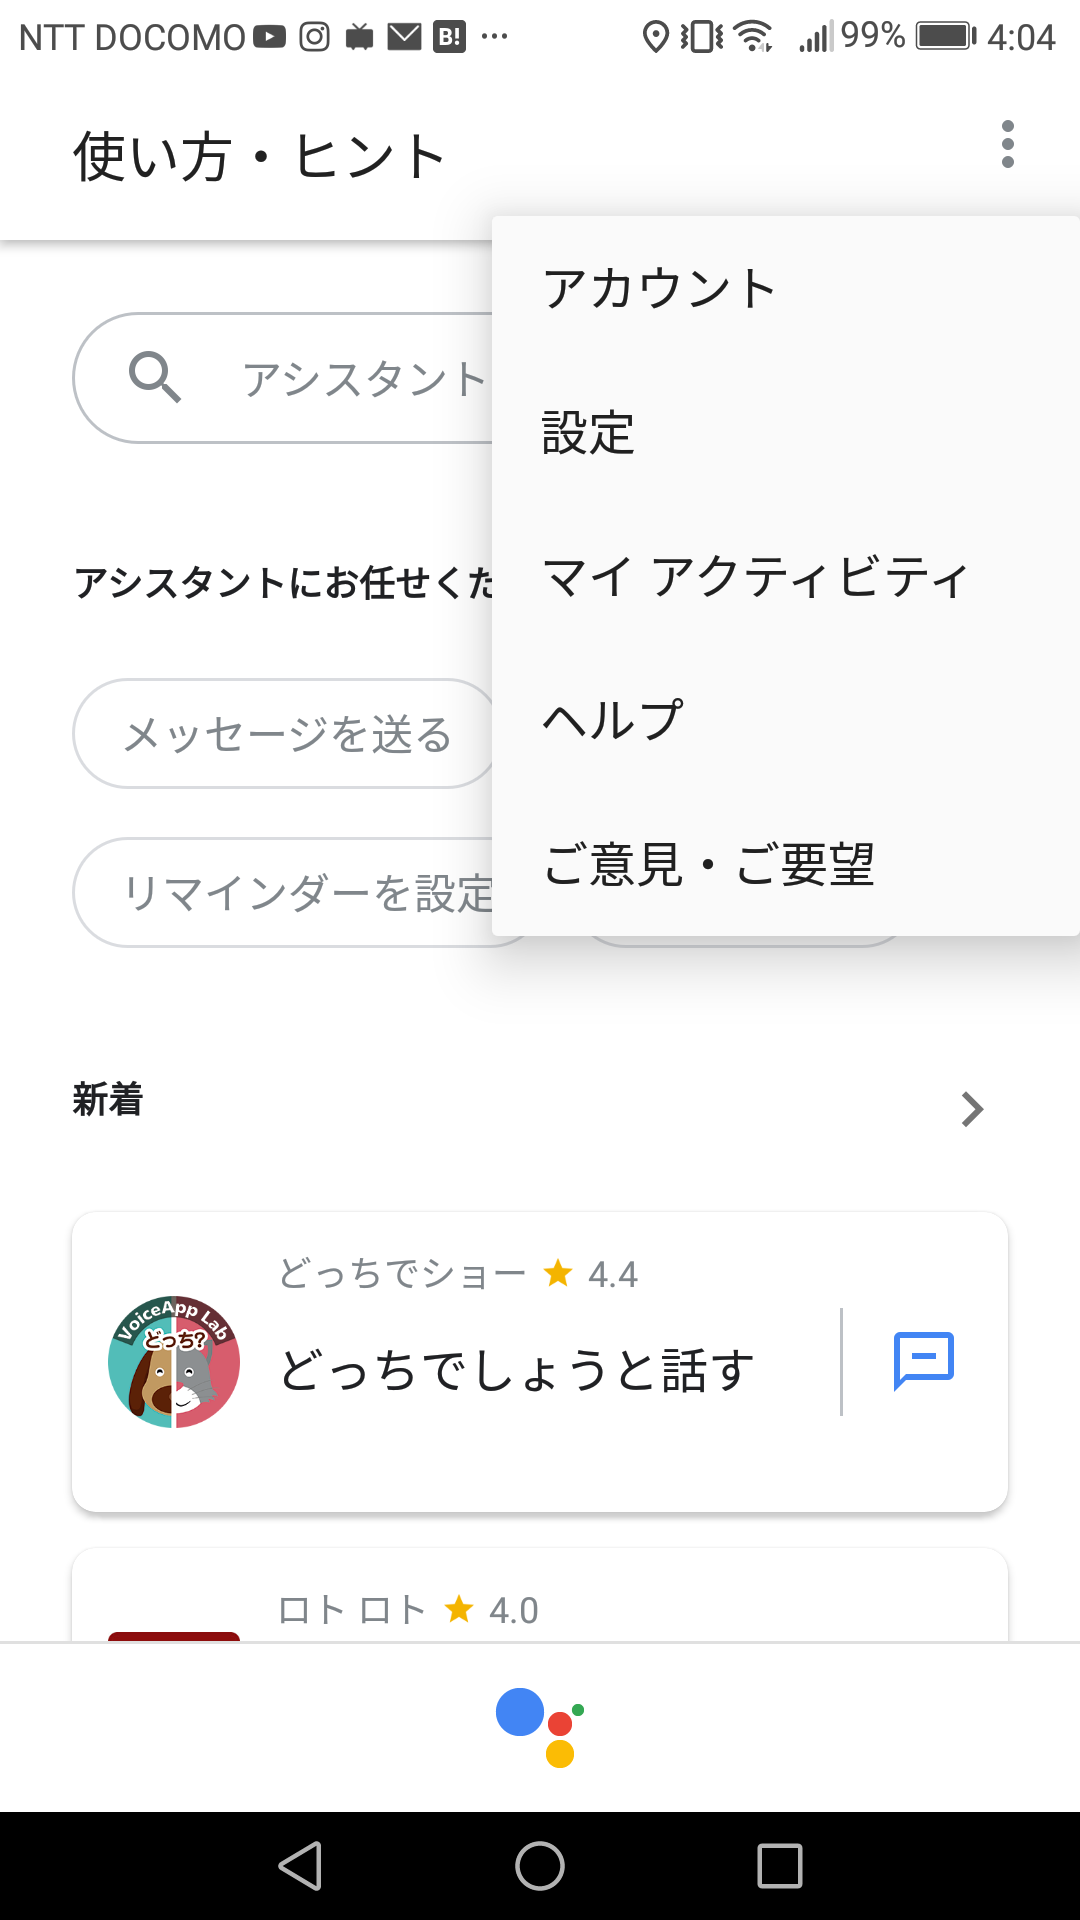 NTT DOCOMO B! … 99% 4:04
使い方・ヒント
アカウント
設定
マイ アクティビティ
ヘルプ
ご意見・ご要望
アシスタント
アシスタントにお任せくた
メッセージを送る
リマインダーを設定
新着
どっちでショー ★ 4.4
VoiceApp Lab
どっち?
どっちでしょうと話す
ロト ロト ★ 4.0